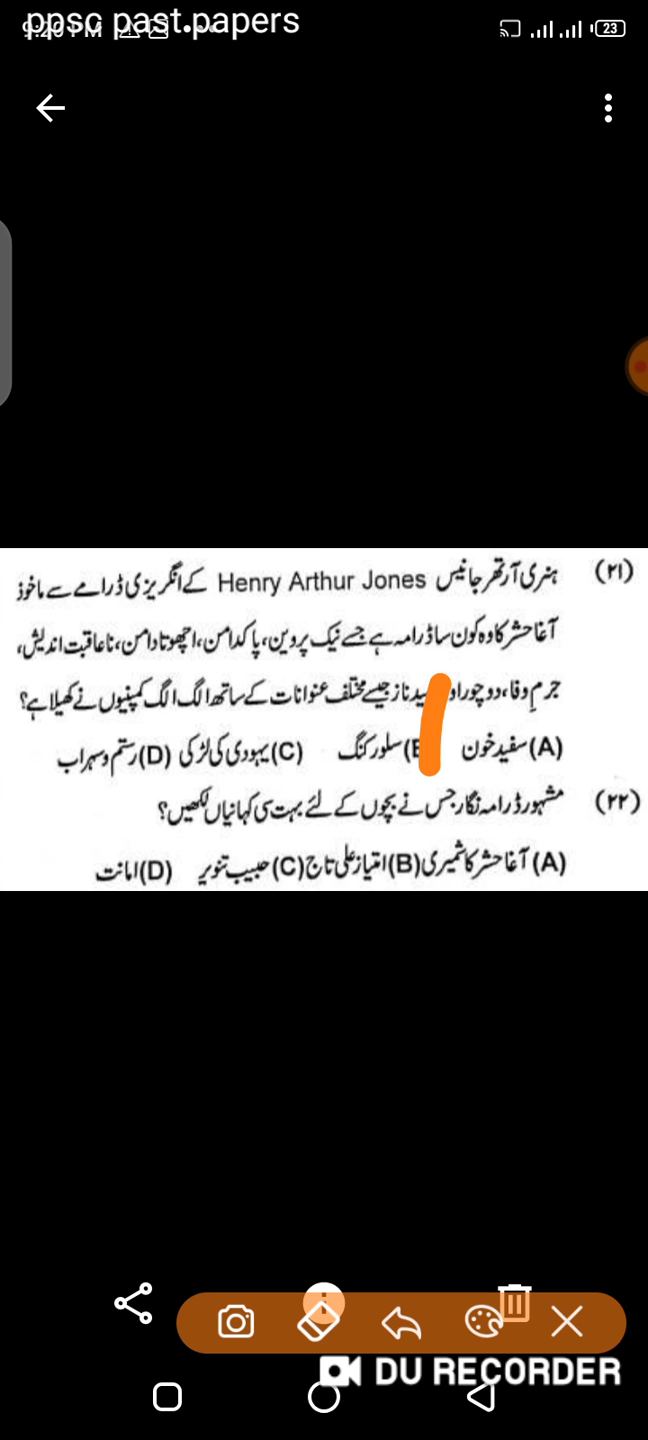 ppsc past.papers
23
(۲۱) ہنری آرتھر جانیس Henry Arthur Jones کے انگریزی ڈرامے سے ماخوذ
آغا حشر کا وہ کون سا ڈرامہ ہے جسے نیک پروین، پاکدامن، اچھوتا دامن، ناعاقبت اندیش،
جرمِ وفا، دو چور جیسے مختلف عنوانات کے ساتھ الگ الگ کمپنیوں نے کھیلا ہے؟
(A) سفید خون (B) سلور کنگ (C) یہودی کی لڑکی (D) رستم و سہراب
(۲۲) مشہور ڈرامہ نگار جس نے بچوں کے لئے بہت سی کہانیاں لکھیں؟
(A) آغا حشر کاشمیری (B) امتیاز علی تاج (C) حبیب تنویر (D) امانت
DU RECORDER